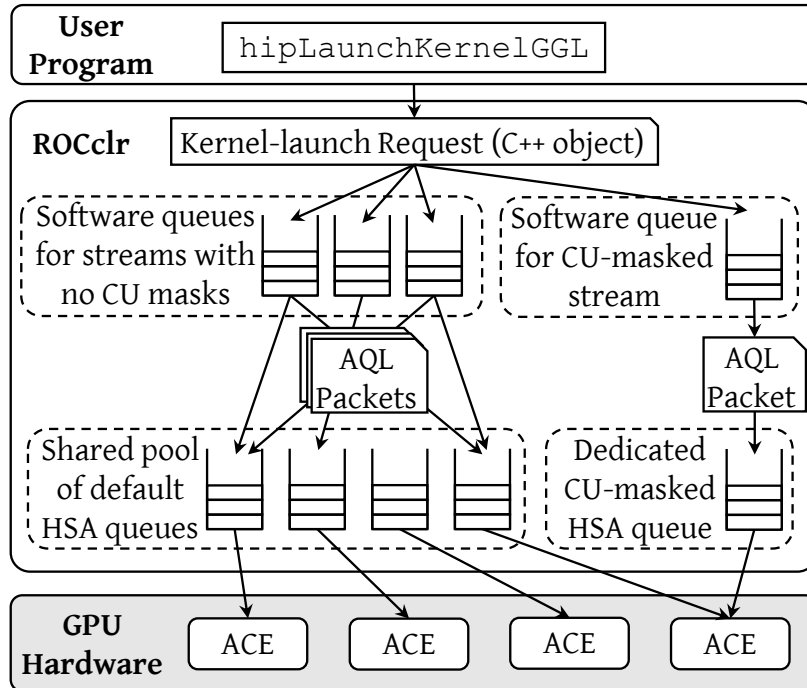 User
Program
hipLaunchKernelGGL
ROCclr
Kernel-launch Request (C++ object)
Software queues
for streams with
no CU masks
Software queue
for CU-masked
stream
AQL
Packets
AQL
Packet
Shared pool
of default
HSA queues
Dedicated
CU-masked
HSA queue
GPU
Hardware
ACE
ACE
ACE
ACE